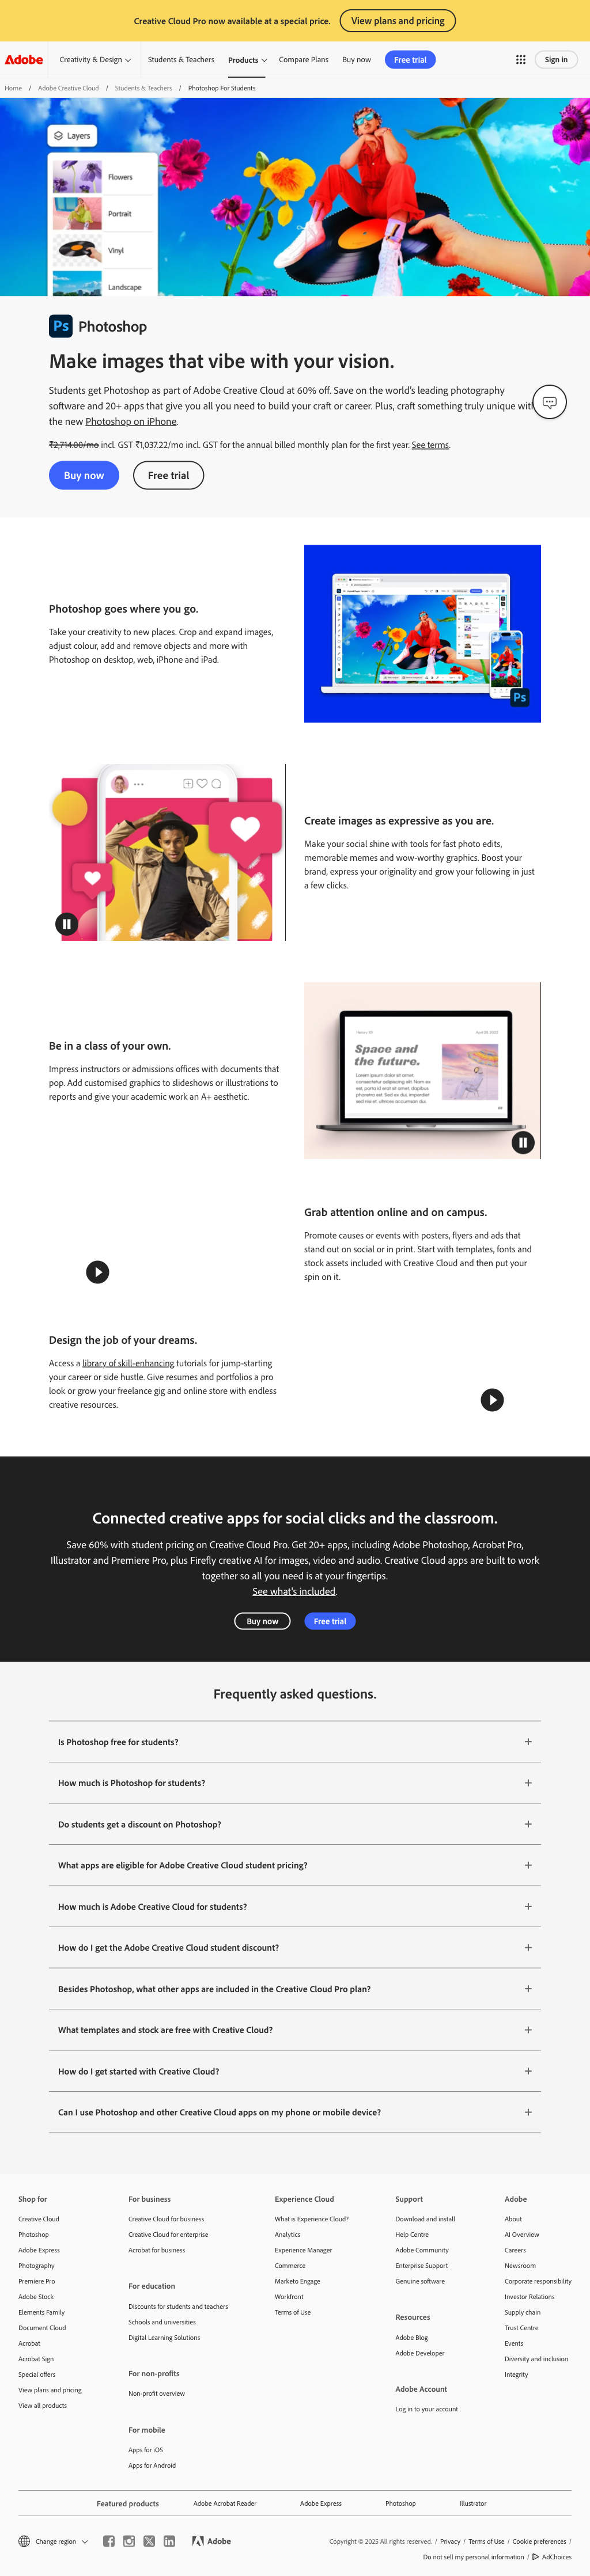 Creative Cloud Pro now available at a special price. View plans and pricing
Adobe Creativity & Design Students & Teachers Products Compare Plans Buy now Free trial Sign in
Home / Adobe Creative Cloud / Students & Teachers / Photoshop For Students
Layers
Flowers
Portrait
Vinyl
Landscape
Ps Photoshop
Make images that vibe with your vision.
Students get Photoshop as part of Adobe Creative Cloud at 60% off. Save on the world's leading photography
software and 20+ apps that give you all you need to build your craft or career. Plus, craft something truly unique with
the new Photoshop on iPhone.
₹2,714.00/mo incl. GST ₹1,037.22/mo incl. GST for the annual billed monthly plan for the first year. See terms.
Buy now Free trial
Photoshop goes where you go.
Take your creativity to new places. Crop and expand images,
adjust colour, add and remove objects and more with
Photoshop on desktop, web, iPhone and iPad.
Ps
Create images as expressive as you are.
Make your social shine with tools for fast photo edits,
memorable memes and wow-worthy graphics. Boost your
brand, express your originality and grow your following in just
a few clicks.
Be in a class of your own.
Impress instructors or admissions offices with documents that
pop. Add customised graphics to slideshows or illustrations to
reports and give your academic work an A+ aesthetic.
Space and
the future.
Grab attention online and on campus.
Promote causes or events with posters, flyers and ads that
stand out on social or in print. Start with templates, fonts and
stock assets included with Creative Cloud and then put your
spin on it.
Design the job of your dreams.
Access a library of skill-enhancing tutorials for jump-starting
your career or side hustle. Give resumes and portfolios a pro
look or grow your freelance gig and online store with endless
creative resources.
Connected creative apps for social clicks and the classroom.
Save 60% with student pricing on Creative Cloud Pro. Get 20+ apps, including Adobe Photoshop, Acrobat Pro,
Illustrator and Premiere Pro, plus Firefly creative AI for images, video and audio. Creative Cloud apps are built to work
together so all you need is at your fingertips.
See what's included.
Buy now Free trial
Frequently asked questions.
Is Photoshop free for students?
How much is Photoshop for students?
Do students get a discount on Photoshop?
What apps are eligible for Adobe Creative Cloud student pricing?
How much is Adobe Creative Cloud for students?
How do I get the Adobe Creative Cloud student discount?
Besides Photoshop, what other apps are included in the Creative Cloud Pro plan?
What templates and stock are free with Creative Cloud?
How do I get started with Creative Cloud?
Can I use Photoshop and other Creative Cloud apps on my phone or mobile device?
Shop for
Creative Cloud
Photoshop
Adobe Express
Photography
Premiere Pro
Adobe Stock
Elements Family
Document Cloud
Acrobat
Acrobat Sign
Special offers
View plans and pricing
View all products
For business
Creative Cloud for business
Creative Cloud for enterprise
Acrobat for business
For education
Discounts for students and teachers
Schools and universities
Digital Learning Solutions
For non-profits
Non-profit overview
For mobile
Apps for iOS
Apps for Android
Experience Cloud
What is Experience Cloud?
Analytics
Experience Manager
Commerce
Marketo Engage
Workfront
Terms of Use
Support
Download and install
Help Centre
Adobe Community
Enterprise Support
Genuine software
Resources
Adobe Blog
Adobe Developer
Adobe Account
Log in to your account
Adobe
About
AI Overview
Careers
Newsroom
Corporate responsibility
Investor Relations
Supply chain
Trust Centre
Events
Diversity and inclusion
Integrity
Featured products Adobe Acrobat Reader Adobe Express Photoshop Illustrator
Change region Adobe Copyright © 2025 All rights reserved. / Privacy / Terms of Use / Cookie preferences /
Do not sell my personal information / AdChoices